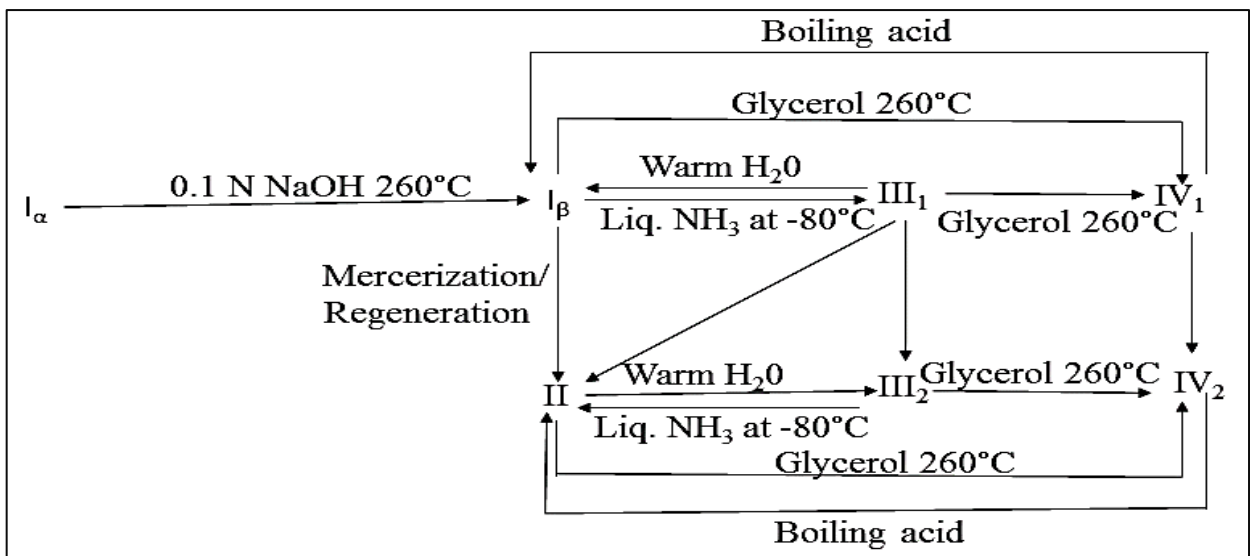 Boiling acid
Glycerol 260°C
Warm H₂0
0.1 N NaOH 260°C
Iα
Iβ
III₁
IV₁
Liq. NH₃ at -80°C
Glycerol 260°C
Mercerization/
Regeneration
Warm H₂0
Glycerol 260°C
II
III₂
IV₂
Liq. NH₃ at -80°C
Glycerol 260°C
Boiling acid